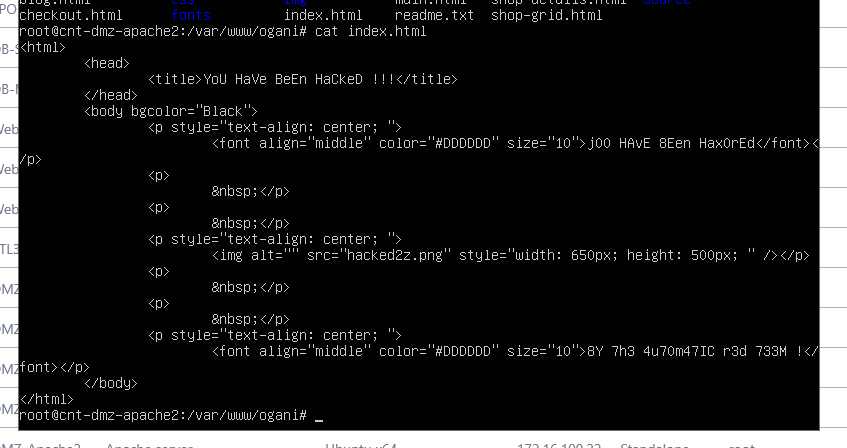 checkout.html fonts index.html readme.txt shop-grid.html
root@cnt-dmz-apache2:/var/www/ogani# cat index.html
<html>
<head>
<title>YoU HaVe BeEn HaCkeD !!!</title>
</head>
<body bgcolor="Black">
<p style="text-align: center; ">
<font align="middle" color="#DDDDDD" size="10">j00 HAvE 8Een HaxOrEd</font><
/p>
<p>
&nbsp;</p>
<p>
&nbsp;</p>
<p style="text-align: center; ">
<img alt="" src="hacked2z.png" style="width: 650px; height: 500px; " /></p>
<p>
&nbsp;</p>
<p>
&nbsp;</p>
<p style="text-align: center; ">
<font align="middle" color="#DDDDDD" size="10">8Y 7h3 4u70m47IC r3d 733M !</
font></p>
</body>
</html>
root@cnt-dmz-apache2:/var/www/ogani# _